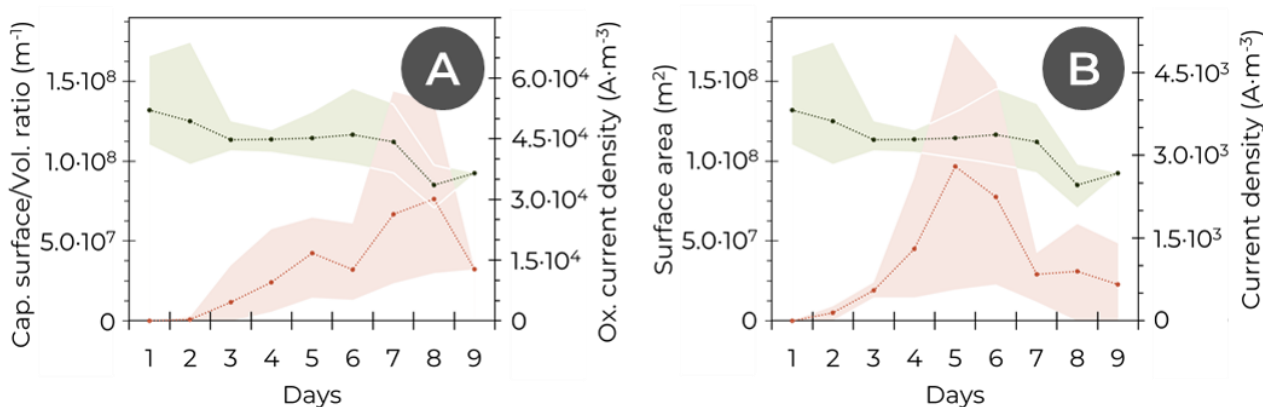 A
Cap. surface/Vol. ratio (m⁻¹)
1.5·10⁸
1.0·10⁸
5.0·10⁷
0
6.0·10⁴
4.5·10⁴
3.0·10⁴
1.5·10⁴
0
Ox. current density (A·m⁻³)
1 2 3 4 5 6 7 8 9
Days
B
Surface area (m²)
1.5·10⁸
1.0·10⁸
5.0·10⁷
0
4.5·10³
3.0·10³
1.5·10³
0
Current density (A·m⁻³)
1 2 3 4 5 6 7 8 9
Days